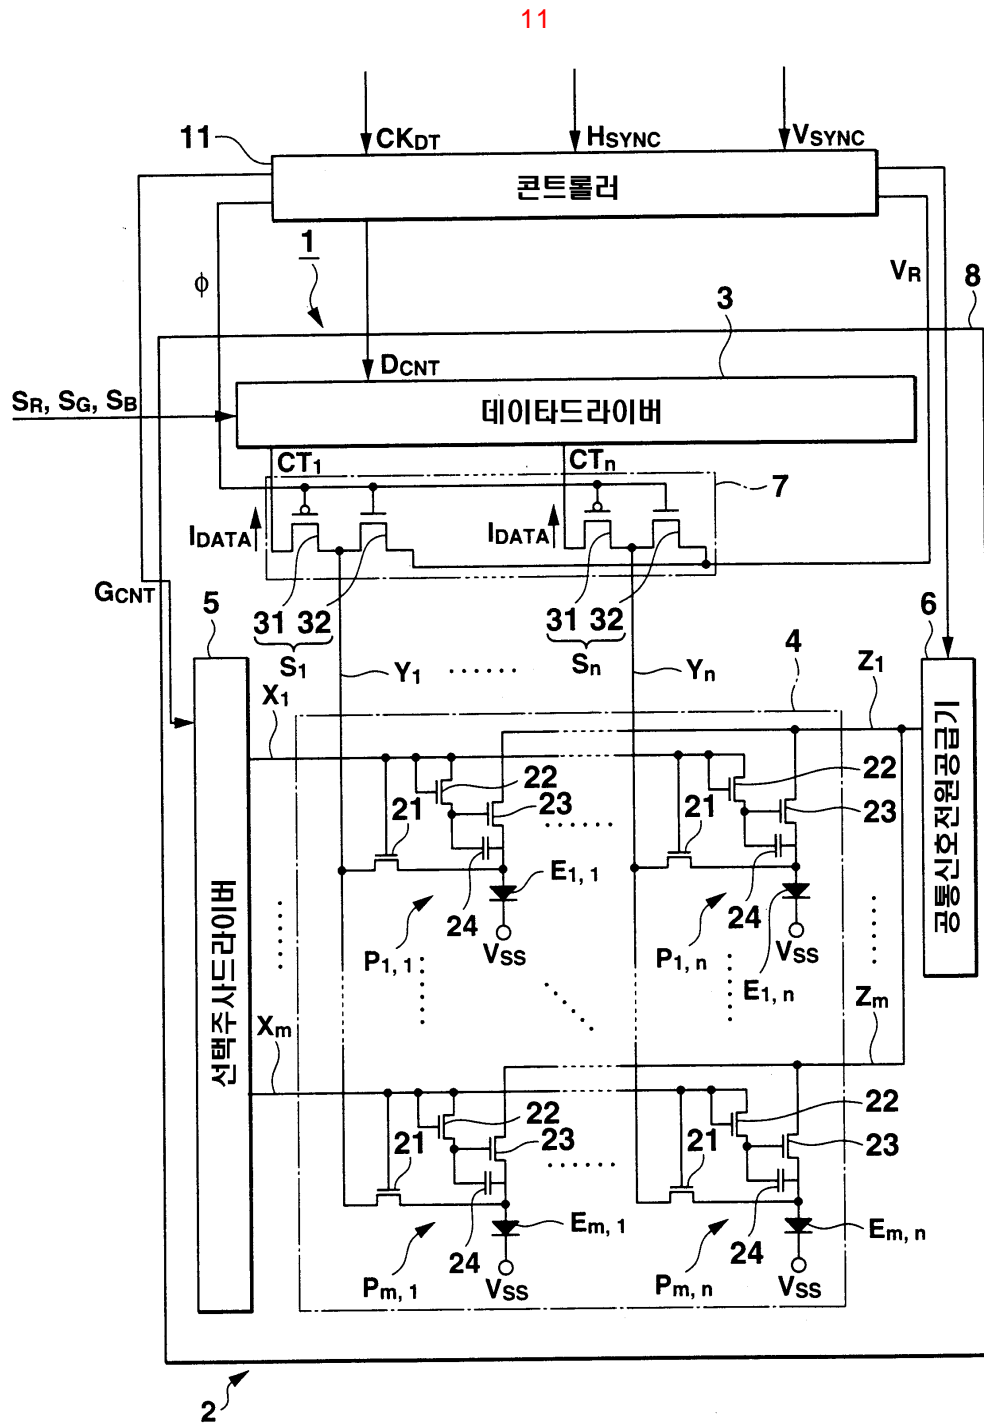 11
CKDT HSYNC VSYNC
11
콘트롤러
1
ϕ VR
3 8
DCNT
SR, SG, SB
데이타드라이버
CT1 CTn
7
IDATA IDATA
GCNT
5 31 32 31 32 6
S1 Sn
Y1 Yn 4 Z1
X1
선택주사드라이버
공통신호전원공급기
22 22
23 23
21 21
E1, 1
24 24
VSS VSS
P1, 1 P1, n
E1, n
Xm Zm
22 22
23 23
21 21
Em, 1 Em, n
24 24
VSS VSS
Pm, 1 Pm, n
2